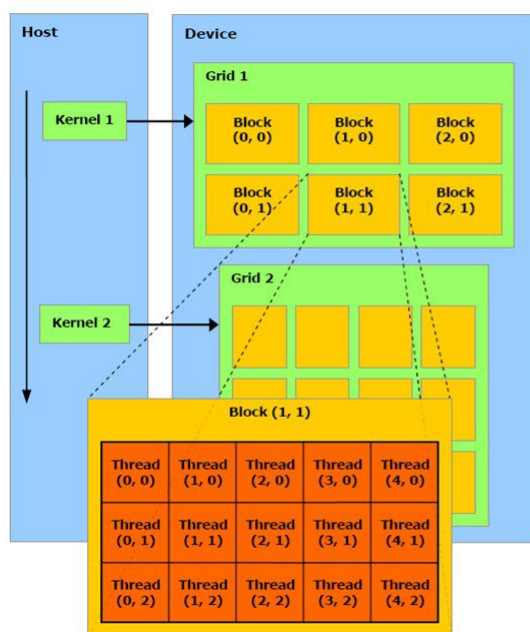 Host
Device
Grid 1
Kernel 1
Block
(0, 0)
Block
(1, 0)
Block
(2, 0)
Block
(0, 1)
Block
(1, 1)
Block
(2, 1)
Grid 2
Kernel 2
Block (1, 1)
Thread
(0, 0)
Thread
(1, 0)
Thread
(2, 0)
Thread
(3, 0)
Thread
(4, 0)
Thread
(0, 1)
Thread
(1, 1)
Thread
(2, 1)
Thread
(3, 1)
Thread
(4, 1)
Thread
(0, 2)
Thread
(1, 2)
Thread
(2, 2)
Thread
(3, 2)
Thread
(4, 2)